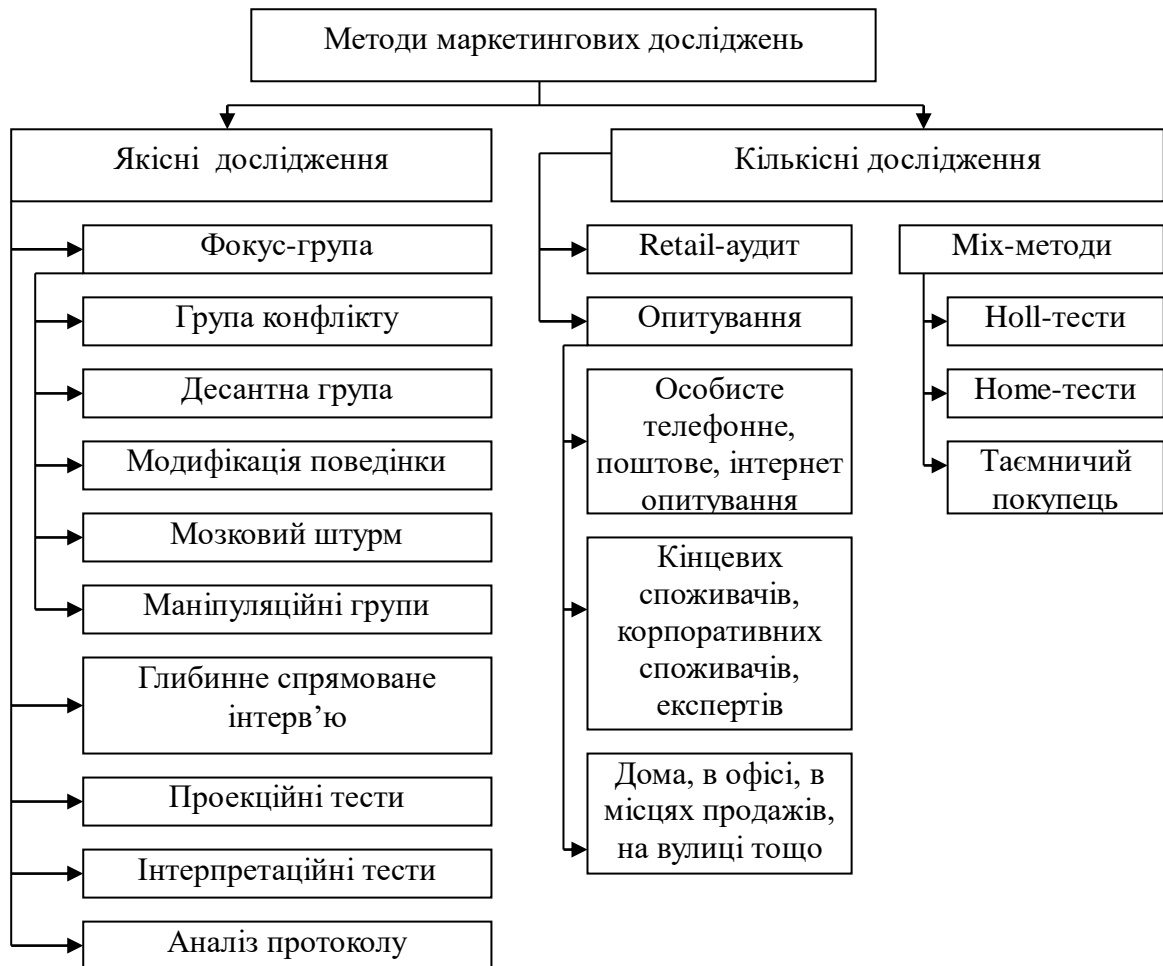 Методи маркетингових досліджень
Якісні дослідження
Кількісні дослідження
Фокус-група
Група конфлікту
Десантна група
Модифікація поведінки
Мозковий штурм
Маніпуляційні групи
Глибинне спрямоване
інтерв’ю
Проекційні тести
Інтерпретаційні тести
Аналіз протоколу
Retail-аудит
Опитування
Особисте
телефонне,
поштове, інтернет
опитування
Кінцевих
споживачів,
корпоративних
споживачів,
експертів
Дома, в офісі, в
місцях продажів,
на вулиці тощо
Mix-методи
Holl-тести
Home-тести
Таємничий
покупець